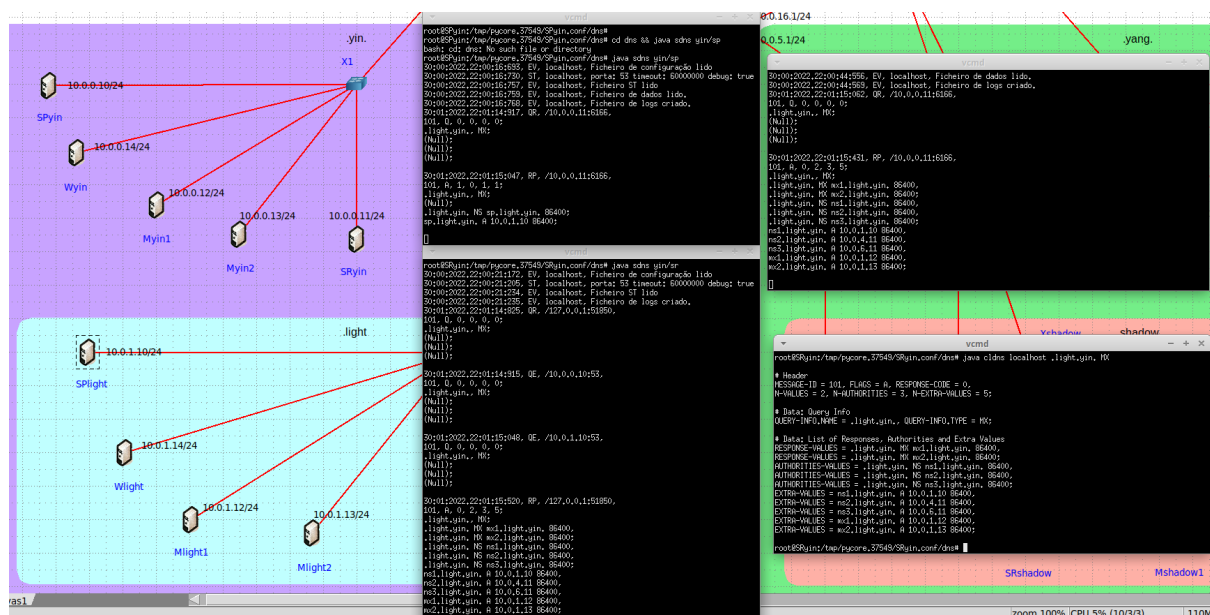 .yin.
X1
10.0.0.10/24
SPyin
10.0.0.14/24
Wyin
10.0.0.12/24
Myin1
10.0.0.13/24
Myin2
10.0.0.11/24
SRyin
.light
10.0.1.10/24
SPlight
10.0.1.14/24
Wlight
10.0.1.12/24
Mlight1
10.0.1.13/24
Mlight2
vcmd
root@SPyin:/tmp/pycore.37549/SPyin.conf/dns#
root@SPyin:/tmp/pycore.37549/SPyin.conf/dns# cd dns && java sdns yin/sp
bash: cd: dns: No such file or directory
root@SPyin:/tmp/pycore.37549/SPyin.conf/dns# java sdns yin/sp
30:00:2022.22:00:16:693, EV, localhost, Ficheiro de configuração lido
30:00:2022.22:00:16:730, ST, localhost, porta: 53 timeout: 60000000 debug: true
30:00:2022.22:00:16:757, EV, localhost, Ficheiro ST lido
30:00:2022.22:00:16:759, EV, localhost, Ficheiro de dados lido.
30:00:2022.22:00:16:768, EV, localhost, Ficheiro de logs criado.
30:01:2022.22:01:14:917, QR, /10.0.0.11:6166,
101, Q, 0, 0, 0, 0;
.light.yin., MX;
(Null);
(Null);
(Null);
30:01:2022.22:01:15:047, RP, /10.0.0.11:6166,
101, A, 1, 0, 1, 1;
.light.yin., MX;
(Null);
.light.yin. NS sp.light.yin. 86400;
sp.light.yin. A 10.0.1.10 86400;
vcmd
root@SRyin:/tmp/pycore.37549/SRyin.conf/dns# java sdns yin/sr
30:00:2022.22:00:21:172, EV, localhost, Ficheiro de configuração lido
30:00:2022.22:00:21:205, ST, localhost, porta: 53 timeout: 60000000 debug: true
30:00:2022.22:00:21:234, EV, localhost, Ficheiro ST lido
30:00:2022.22:00:21:235, EV, localhost, Ficheiro de logs criado.
30:01:2022.22:01:14:825, QR, /127.0.0.1:51850,
101, Q, 0, 0, 0, 0;
.light.yin., MX;
(Null);
(Null);
(Null);
30:01:2022.22:01:14:915, QE, /10.0.0.10:53,
101, Q, 0, 0, 0, 0;
.light.yin., MX;
(Null);
(Null);
(Null);
30:01:2022.22:01:15:048, QE, /10.0.1.10:53,
101, Q, 0, 0, 0, 0;
.light.yin., MX;
(Null);
(Null);
(Null);
30:01:2022.22:01:15:520, RP, /127.0.0.1:51850,
101, A, 0, 2, 3, 5;
.light.yin., MX;
.light.yin. MX mx1.light.yin. 86400,
.light.yin. MX mx2.light.yin. 86400;
.light.yin. NS ns1.light.yin. 86400,
.light.yin. NS ns2.light.yin. 86400,
.light.yin. NS ns3.light.yin. 86400;
ns1.light.yin. A 10.0.1.10 86400,
ns2.light.yin. A 10.0.4.11 86400,
ns3.light.yin. A 10.0.6.11 86400,
mx1.light.yin. A 10.0.1.12 86400,
mx2.light.yin. A 10.0.1.13 86400;
0.0.16.1/24
0.0.5.1/24
.yang.
vcmd
30:00:2022.22:00:44:556, EV, localhost, Ficheiro de dados lido.
30:00:2022.22:00:44:569, EV, localhost, Ficheiro de logs criado.
30:01:2022.22:01:15:062, QR, /10.0.0.11:6166,
101, Q, 0, 0, 0, 0;
.light.yin., MX;
(Null);
(Null);
(Null);
30:01:2022.22:01:15:431, RP, /10.0.0.11:6166,
101, A, 0, 2, 3, 5;
.light.yin., MX;
.light.yin. MX mx1.light.yin. 86400,
.light.yin. MX mx2.light.yin. 86400;
.light.yin. NS ns1.light.yin. 86400,
.light.yin. NS ns2.light.yin. 86400,
.light.yin. NS ns3.light.yin. 86400;
ns1.light.yin. A 10.0.1.10 86400,
ns2.light.yin. A 10.0.4.11 86400,
ns3.light.yin. A 10.0.6.11 86400,
mx1.light.yin. A 10.0.1.12 86400,
mx2.light.yin. A 10.0.1.13 86400;
Xshadow
shadow
vcmd
root@SRyin:/tmp/pycore.37549/SRyin.conf/dns# java cldns localhost .light.yin. MX
# Header
MESSAGE-ID = 101, FLAGS = A, RESPONSE-CODE = 0,
N-VALUES = 2, N-AUTHORITIES = 3, N-EXTRA-VALUES = 5;
# Data: Query Info
QUERY-INFO.NAME = .light.yin., QUERY-INFO.TYPE = MX;
# Data: List of Responses, Authorities and Extra Values
RESPONSE-VALUES = .light.yin. MX mx1.light.yin. 86400,
RESPONSE-VALUES = .light.yin. MX mx2.light.yin. 86400;
AUTHORITIES-VALUES = .light.yin. NS ns1.light.yin. 86400,
AUTHORITIES-VALUES = .light.yin. NS ns2.light.yin. 86400,
AUTHORITIES-VALUES = .light.yin. NS ns3.light.yin. 86400;
EXTRA-VALUES = ns1.light.yin. A 10.0.1.10 86400,
EXTRA-VALUES = ns2.light.yin. A 10.0.4.11 86400,
EXTRA-VALUES = ns3.light.yin. A 10.0.6.11 86400,
EXTRA-VALUES = mx1.light.yin. A 10.0.1.12 86400,
EXTRA-VALUES = mx2.light.yin. A 10.0.1.13 86400;
root@SRyin:/tmp/pycore.37549/SRyin.conf/dns#
SRshadow
Mshadow1
vas1
zoom 100% CPU 5% (10/3/3) 110M